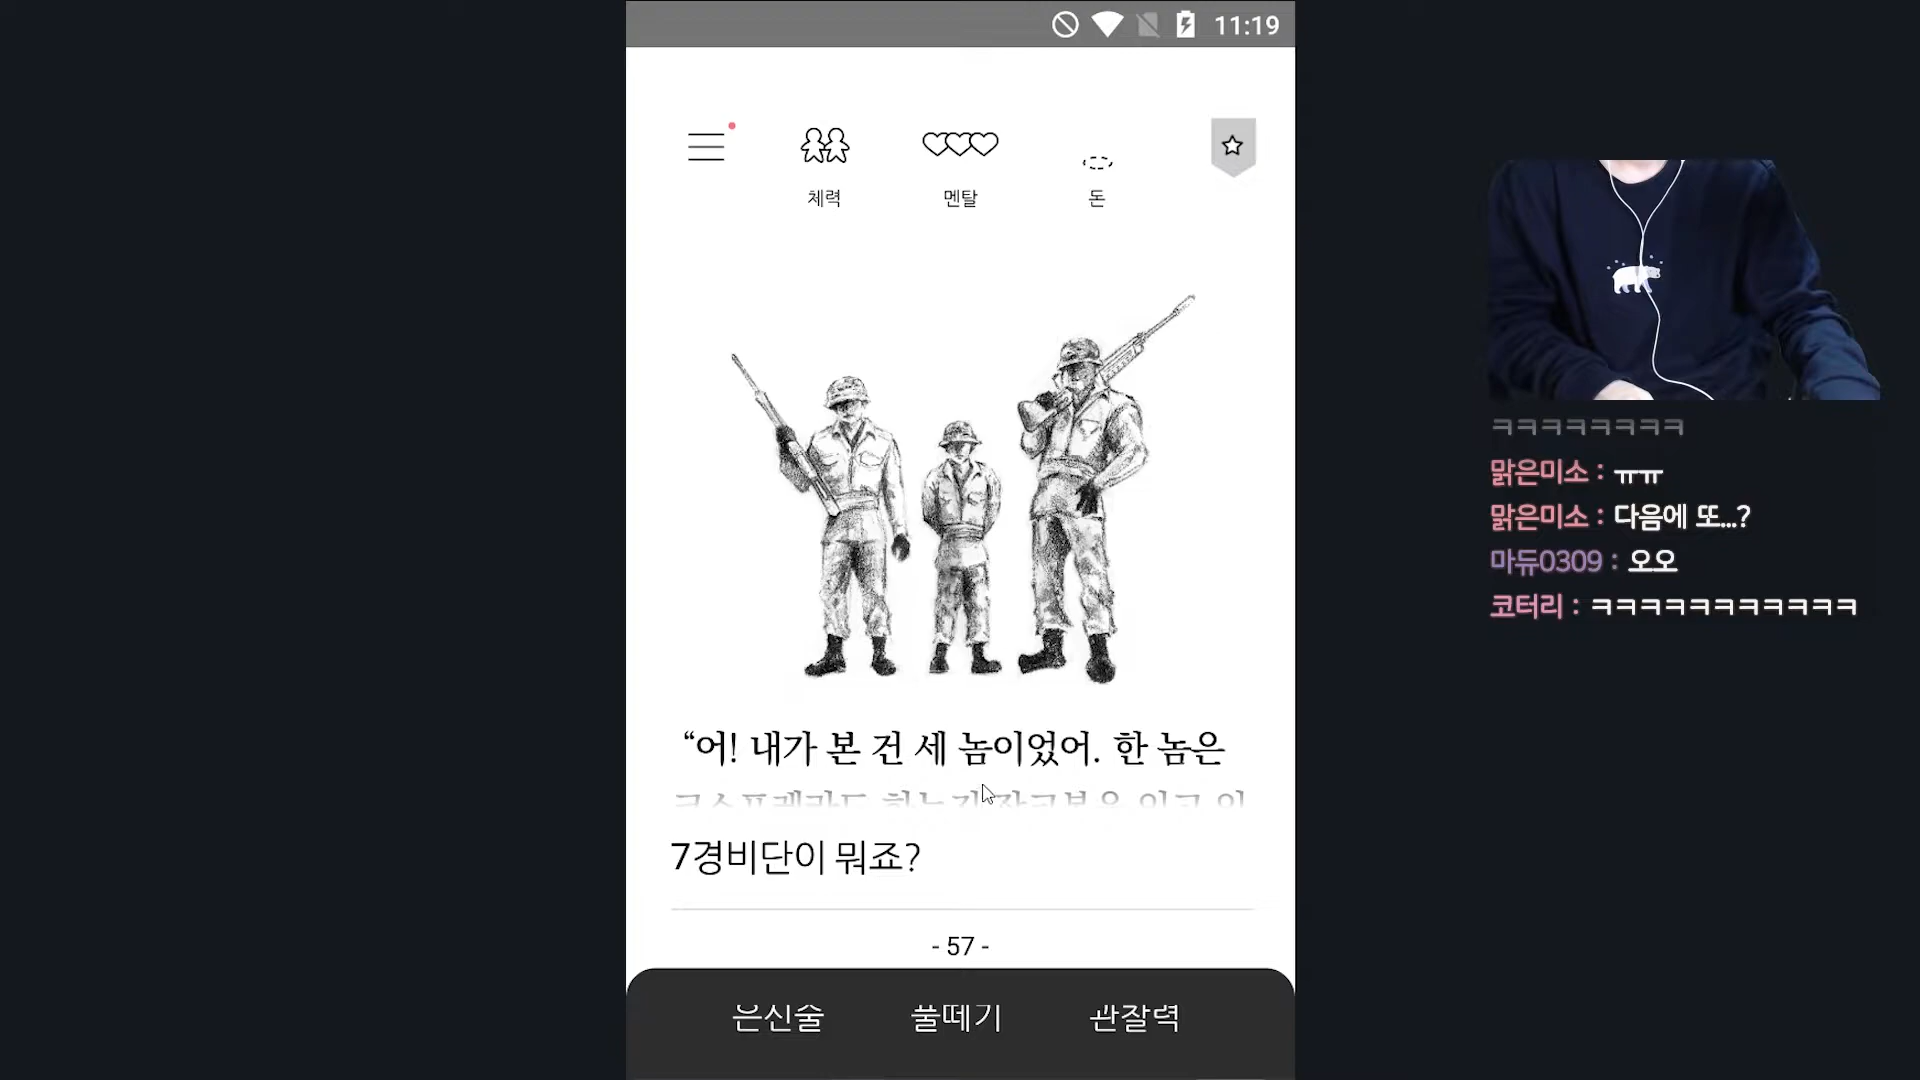 11:19
체력
멘탈
돈
“어! 내가 본 건 세 놈이었어. 한 놈은
7경비단이 뭐죠?
- 57 -
은신술
풀떼기
관찰력
ㅋㅋㅋㅋㅋㅋㅋㅋ
맑은미소 : ㅠㅠ
맑은미소 : 다음에 또...?
마듀0309 : 오오
코터리 : ㅋㅋㅋㅋㅋㅋㅋㅋㅋㅋㅋ